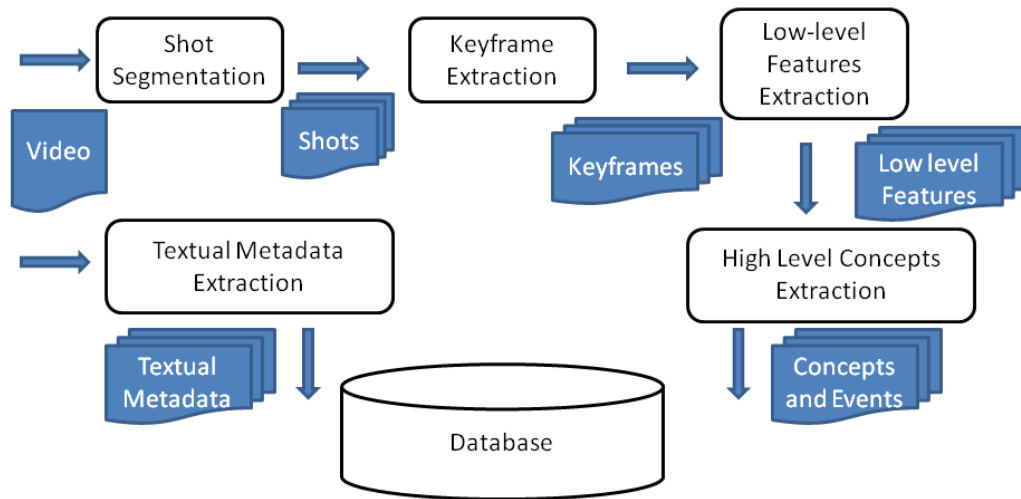 Shot
Segmentation
Keyframe
Extraction
Low-level
Features
Extraction
Video
Shots
Keyframes
Low level
Features
Textual Metadata
Extraction
High Level Concepts
Extraction
Textual
Metadata
Concepts
and Events
Database